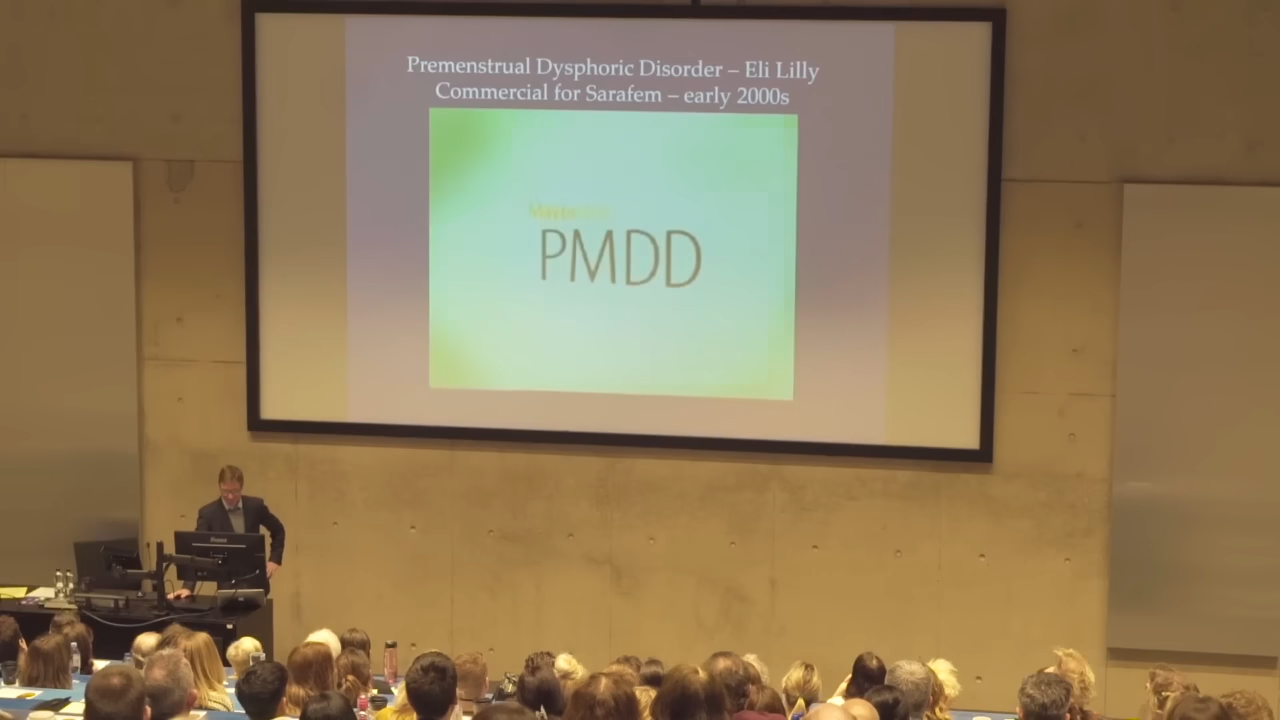 Premenstrual Dysphoric Disorder – Eli Lilly
Commercial for Sarafem – early 2000s
PMDD